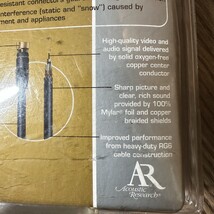 resistant connectors
interference (static and "snow") caused by
ment and appliances
High-quality video and
audio signal delivered
by solid oxygen-free
copper center
conductor
Sharp picture and
clear, rich sound
provided by 100%
Mylar® foil and copper
braided shields
Improved performance
from heavy-duty RG6
cable construction
AR
Acoustic
Research®